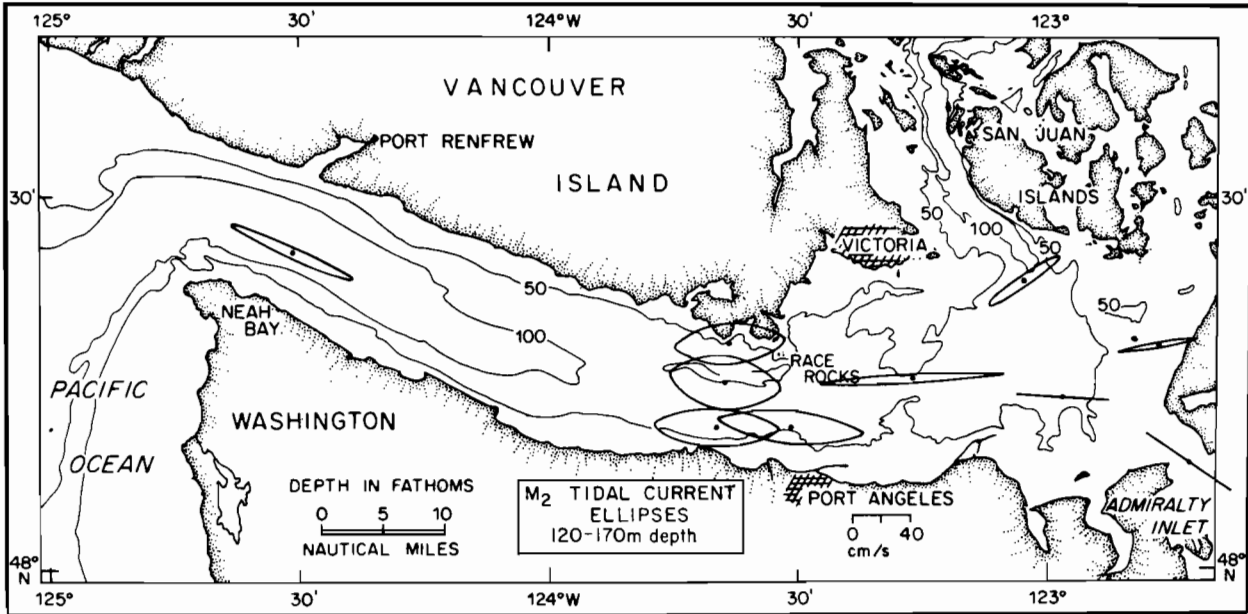 125° 30' 124°W 30' 123°
VANCOUVER
ISLAND
PORT RENFREW
SAN JUAN
ISLANDS
30' 30'
50
100
50
VICTORIA
50
NEAH
BAY
50
100
RACE
ROCKS
PACIFIC
OCEAN
WASHINGTON
DEPTH IN FATHOMS
0 5 10
NAUTICAL MILES
M₂ TIDAL CURRENT
ELLIPSES
120-170m depth
PORT ANGELES
0 40
cm/s
ADMIRALTY
INLET
48°
N
48°
N
125° 30' 124°W 30' 123°